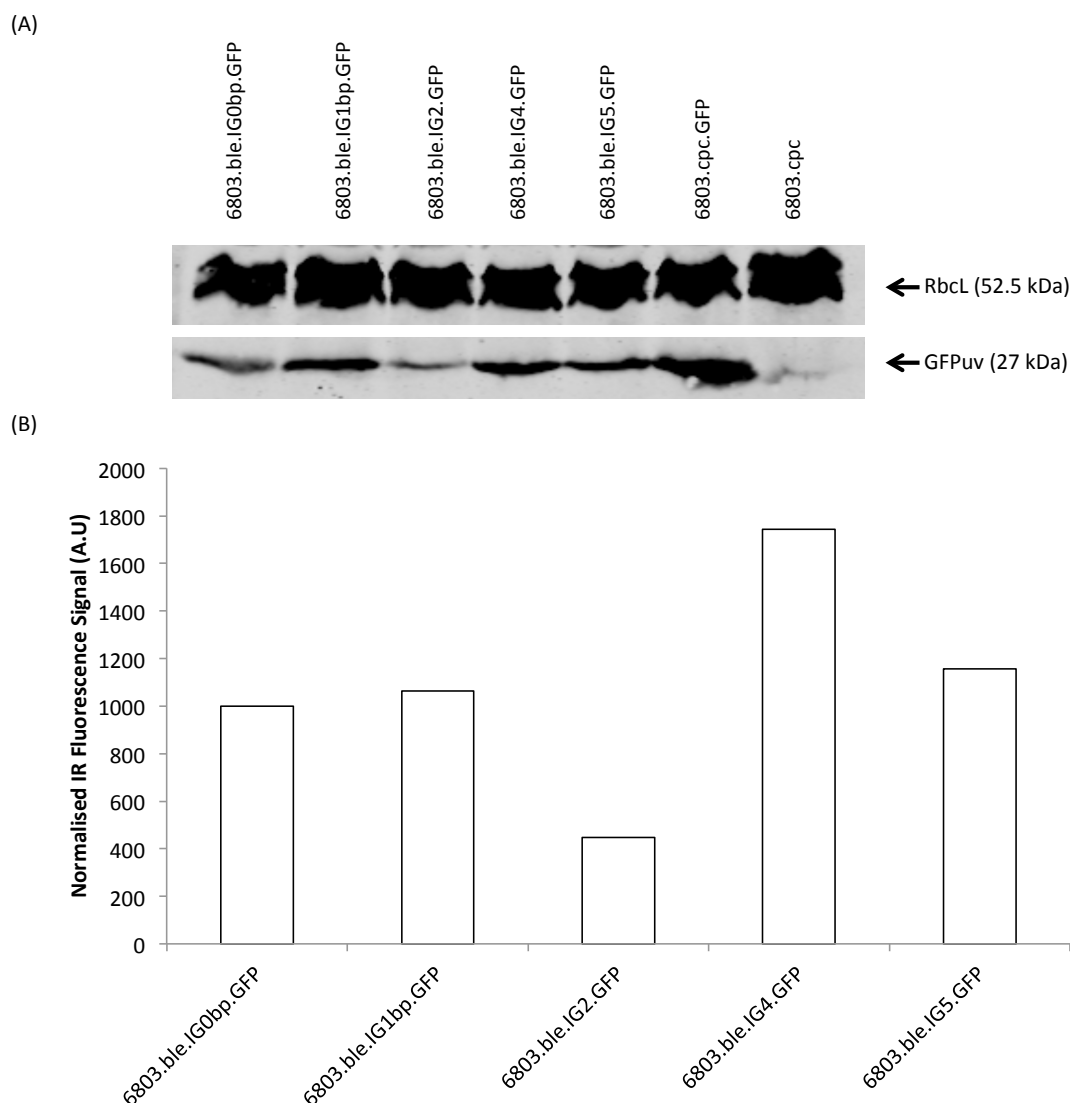 (A)
6803.ble.IG0bp.GFP
6803.ble.IG1bp.GFP
6803.ble.IG2.GFP
6803.ble.IG4.GFP
6803.ble.IG5.GFP
6803.cpc.GFP
6803.cpc
RbcL (52.5 kDa)
GFPuv (27 kDa)
(B)
Normalised IR Fluorescence Signal (A.U)
2000
1800
1600
1400
1200
1000
800
600
400
200
0
6803.ble.IG0bp.GFP
6803.ble.IG1bp.GFP
6803.ble.IG2.GFP
6803.ble.IG4.GFP
6803.ble.IG5.GFP